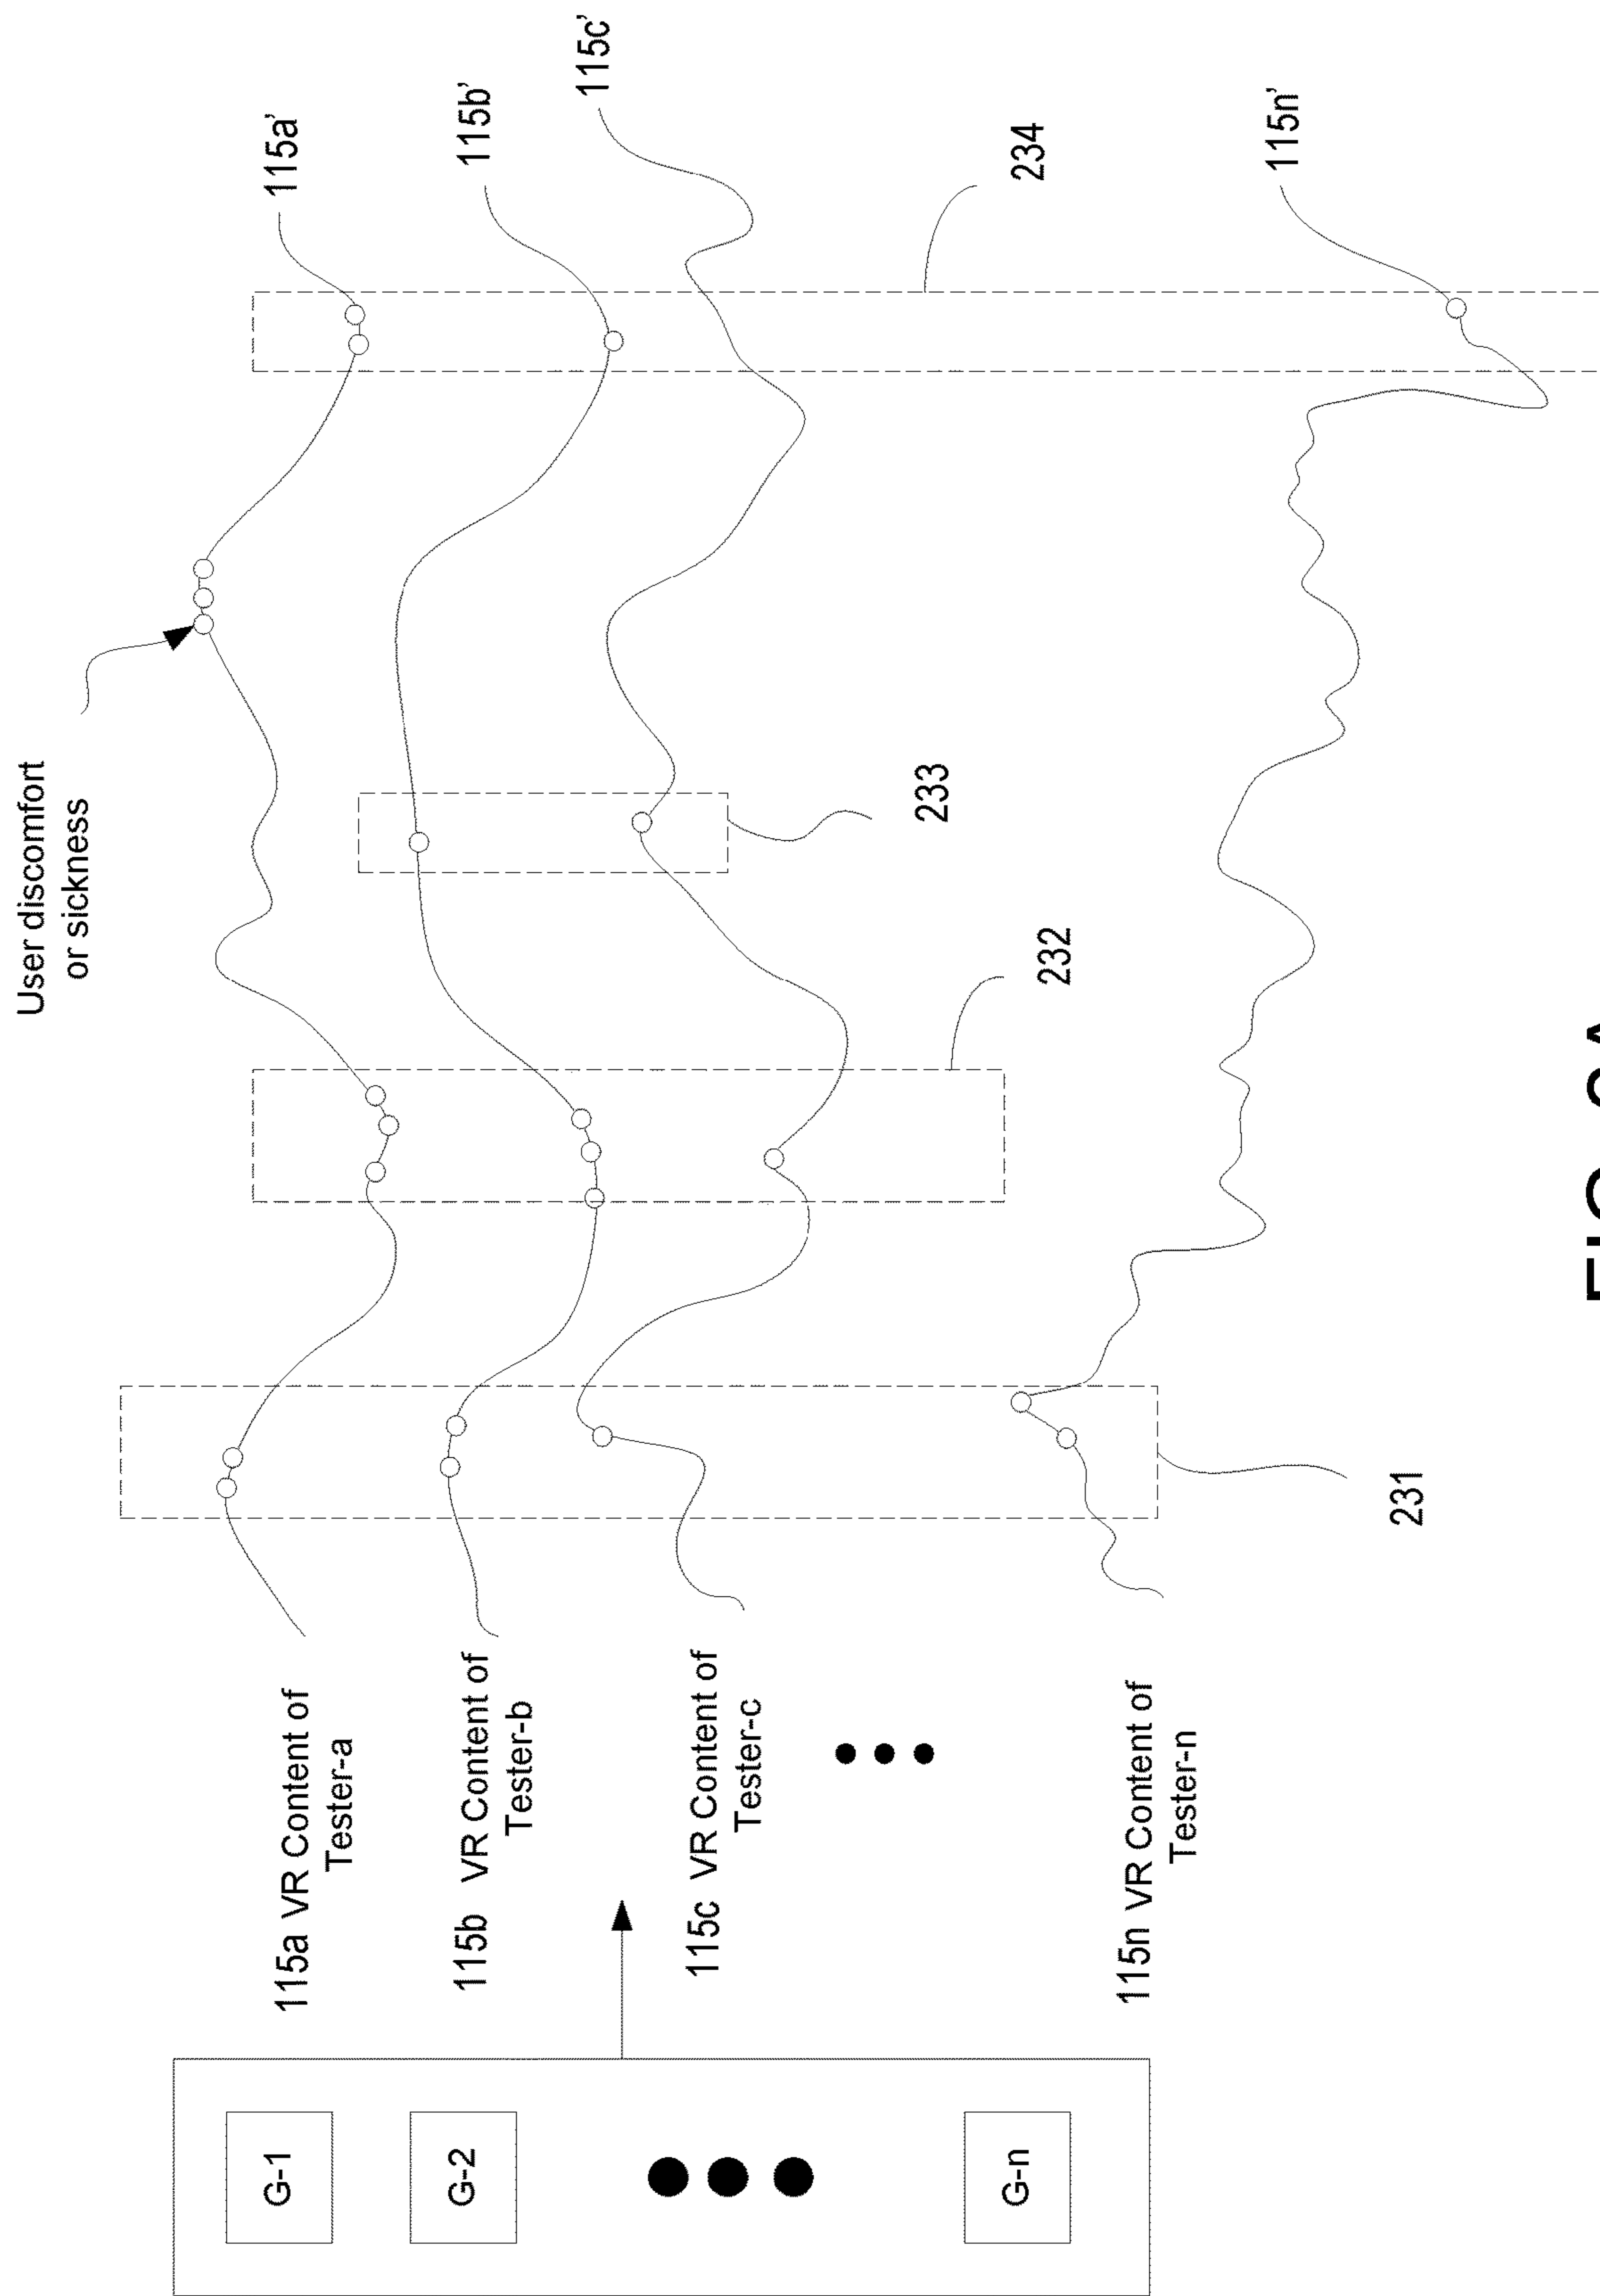 User discomfort
or sickness
115a'
115b'
115c'
115n'
231
232
233
234
115a VR Content of
Tester-a
115b VR Content of
Tester-b
115c VR Content of
Tester-c
115n VR Content of
Tester-n
G-1
G-2
G-n